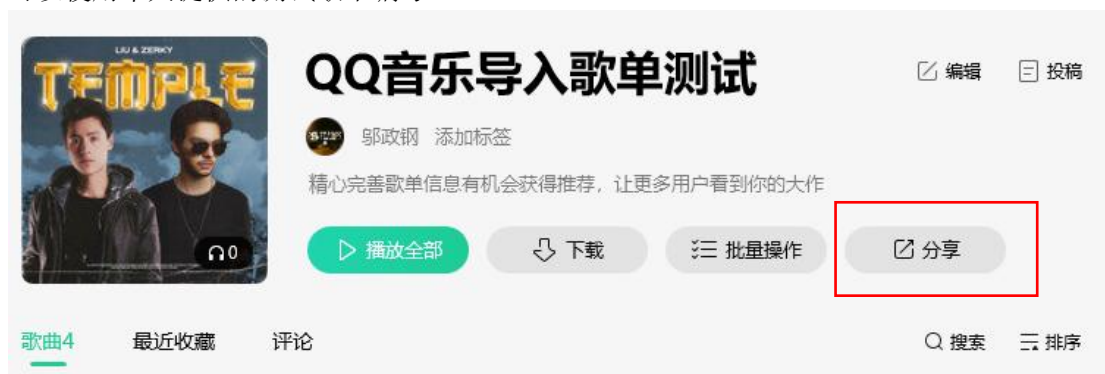 LIU & ZERKY
TEMPLE
0
QQ音乐导入歌单测试
编辑 投稿
邬政钢 添加标签
精心完善歌单信息有机会获得推荐，让更多用户看到你的大作
播放全部 下载 批量操作 分享
歌曲4 最近收藏 评论 搜索 排序